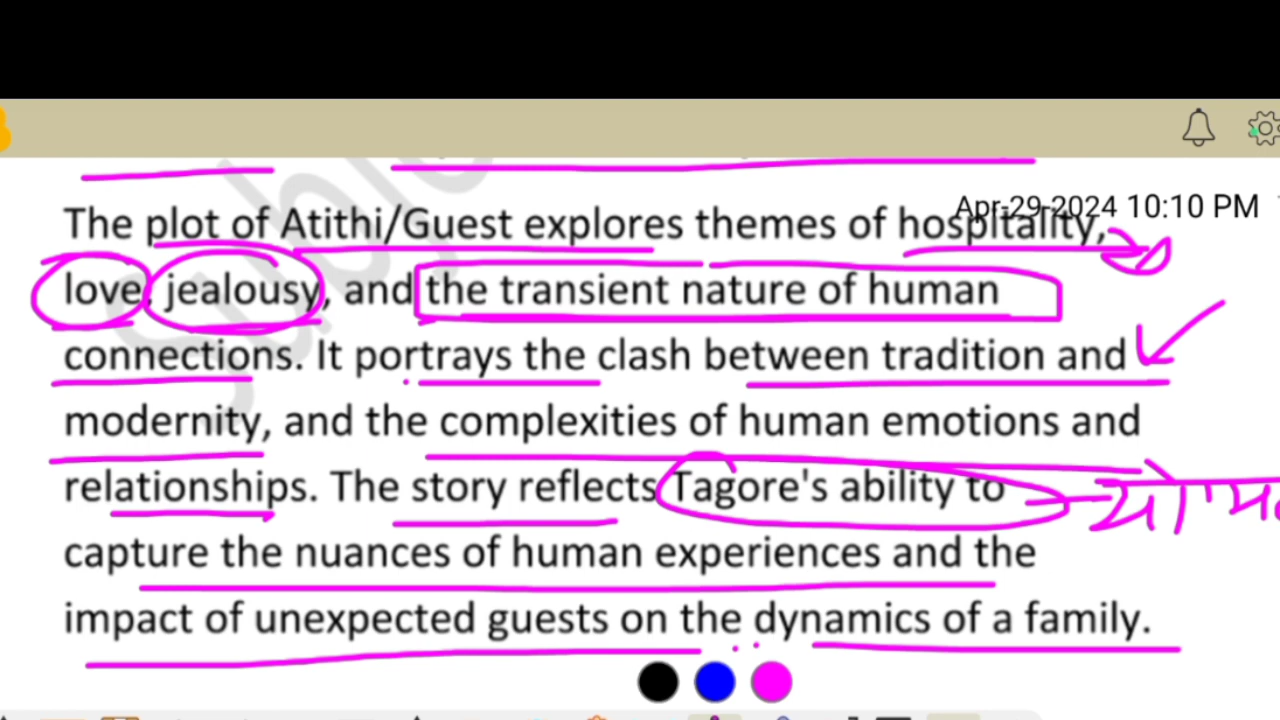 Apr-29-2024 10:10 PM
The plot of Atithi/Guest explores themes of hospitality,
love, jealousy, and the transient nature of human
connections. It portrays the clash between tradition and
modernity, and the complexities of human emotions and
relationships. The story reflects Tagore's ability to
capture the nuances of human experiences and the
impact of unexpected guests on the dynamics of a family.